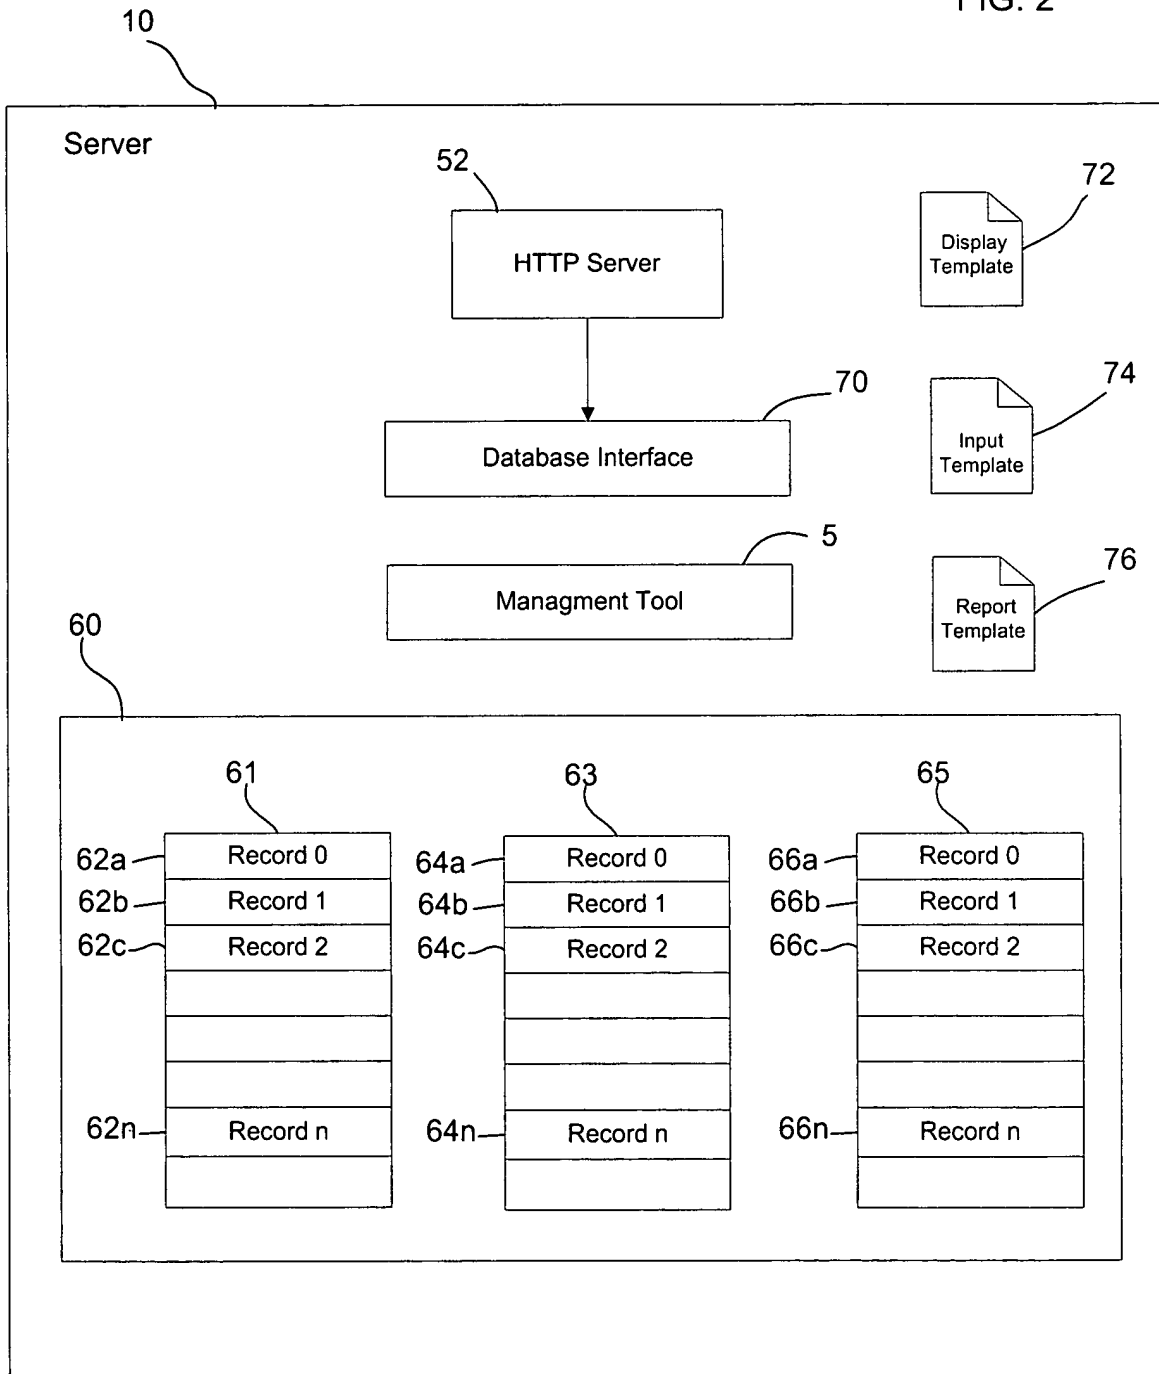 FIG. 2
10
Server
52
HTTP Server
72
Display
Template
70
Database Interface
74
Input
Template
5
Managment Tool
76
Report
Template
60
61
63
65
62a
Record 0
64a
Record 0
66a
Record 0
62b
Record 1
64b
Record 1
66b
Record 1
62c
Record 2
64c
Record 2
66c
Record 2
62n
Record n
64n
Record n
66n
Record n